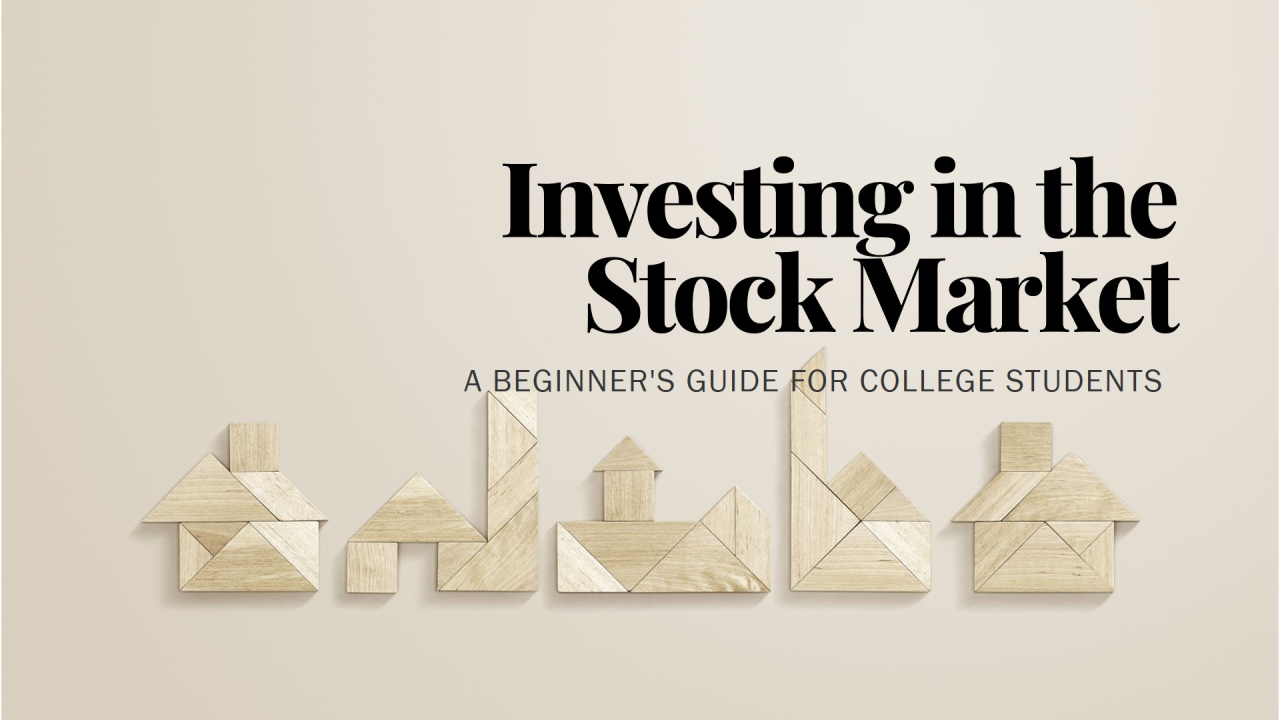 Investing in the
Stock Market
A BEGINNER'S GUIDE FOR COLLEGE STUDENTS